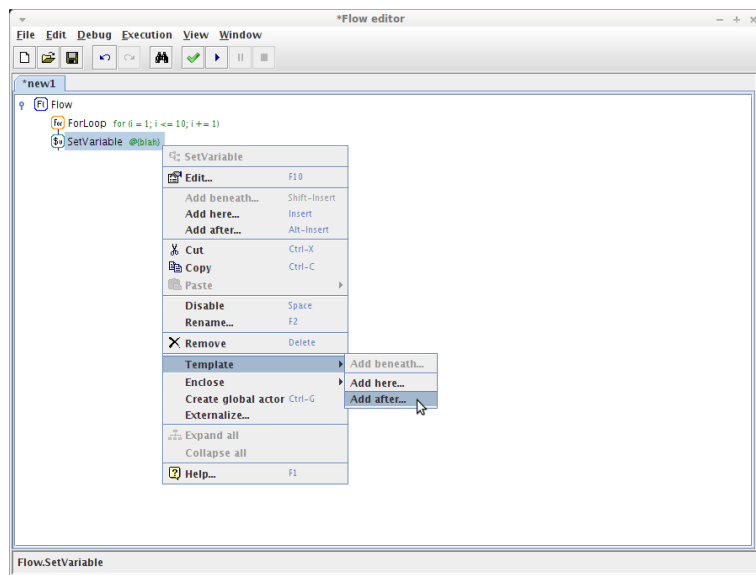 *Flow editor
File Edit Debug Execution View Window
*new1
Flow
ForLoop for (i = 1; i <= 10; i += 1)
SetVariable @{blah}
SetVariable
Edit... F10
Add beneath... Shift-Insert
Add here... Insert
Add after... Alt-Insert
Cut Ctrl-X
Copy Ctrl-C
Paste
Disable Space
Rename... F2
Remove Delete
Template
Add beneath...
Enclose
Add here...
Create global actor Ctrl-G
Add after...
Externalize...
Expand all
Collapse all
Help... F1
Flow.SetVariable